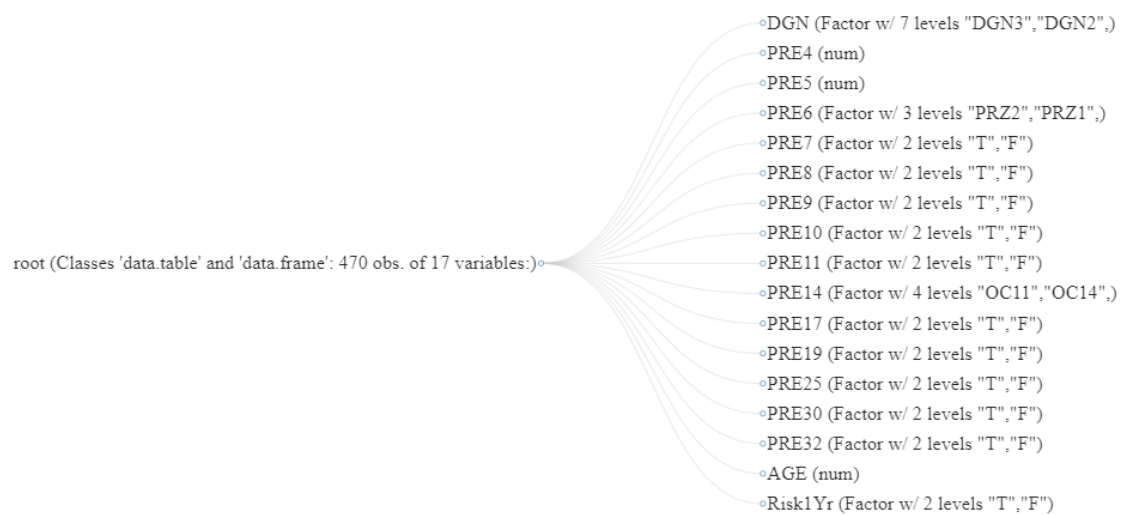 DGN (Factor w/ 7 levels "DGN3","DGN2",)
PRE4 (num)
PRE5 (num)
PRE6 (Factor w/ 3 levels "PRZ2","PRZ1",)
PRE7 (Factor w/ 2 levels "T","F")
PRE8 (Factor w/ 2 levels "T","F")
PRE9 (Factor w/ 2 levels "T","F")
PRE10 (Factor w/ 2 levels "T","F")
root (Classes 'data.table' and 'data.frame': 470 obs. of 17 variables:)
PRE11 (Factor w/ 2 levels "T","F")
PRE14 (Factor w/ 4 levels "OC11","OC14",)
PRE17 (Factor w/ 2 levels "T","F")
PRE19 (Factor w/ 2 levels "T","F")
PRE25 (Factor w/ 2 levels "T","F")
PRE30 (Factor w/ 2 levels "T","F")
PRE32 (Factor w/ 2 levels "T","F")
AGE (num)
Risk1Yr (Factor w/ 2 levels "T","F")